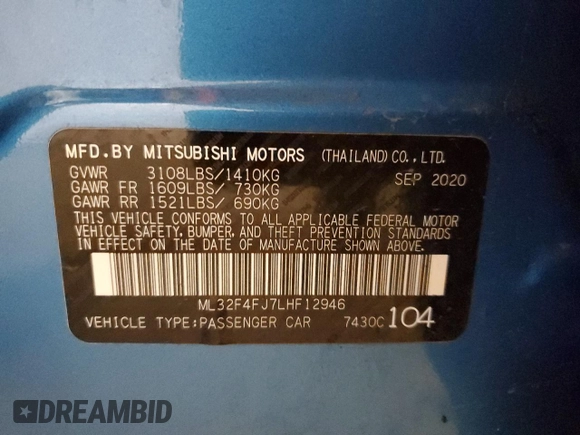 MFD. BY MITSUBISHI MOTORS (THAILAND) CO., LTD.
GVWR 3108LBS/1410KG SEP 2020
GAWR FR 1609LBS/ 730KG
GAWR RR 1521LBS/ 690KG
THIS VEHICLE CONFORMS TO ALL APPLICABLE FEDERAL MOTOR
VEHICLE SAFETY, BUMPER, AND THEFT PREVENTION STANDARDS
IN EFFECT ON THE DATE OF MANUFACTURE SHOWN ABOVE.
ML32F4FJ7LHF12946
VEHICLE TYPE:PASSENGER CAR 7430C 104
DREAMBID